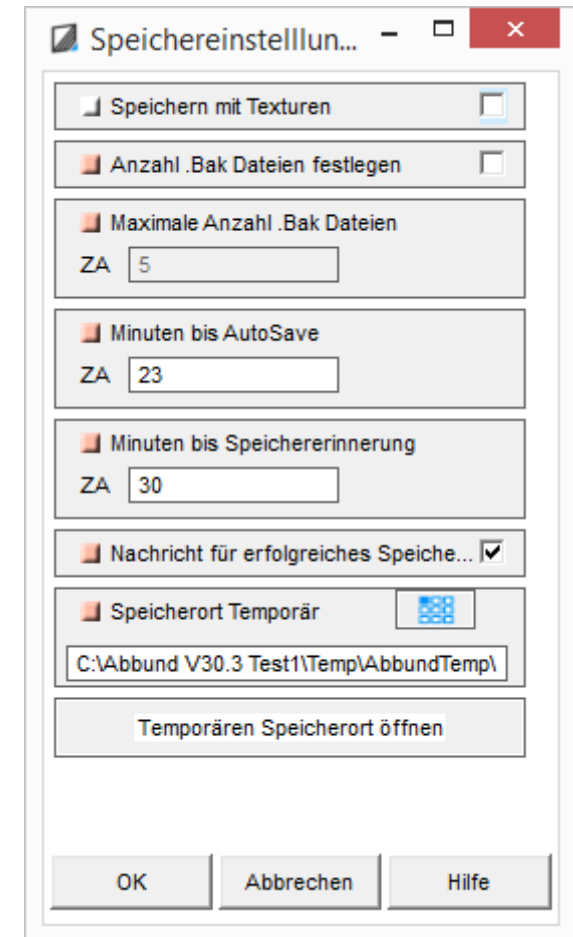 Speichereinstelllun...
Speichern mit Texturen
Anzahl .Bak Dateien festlegen
Maximale Anzahl .Bak Dateien
ZA 5
Minuten bis AutoSave
ZA 23
Minuten bis Speichererinnerung
ZA 30
Nachricht für erfolgreiches Speiche...
Speicherort Temporär
C:\Abbund V30.3 Test1\Temp\AbbundTemp\
Temporären Speicherort öffnen
OK Abbrechen Hilfe